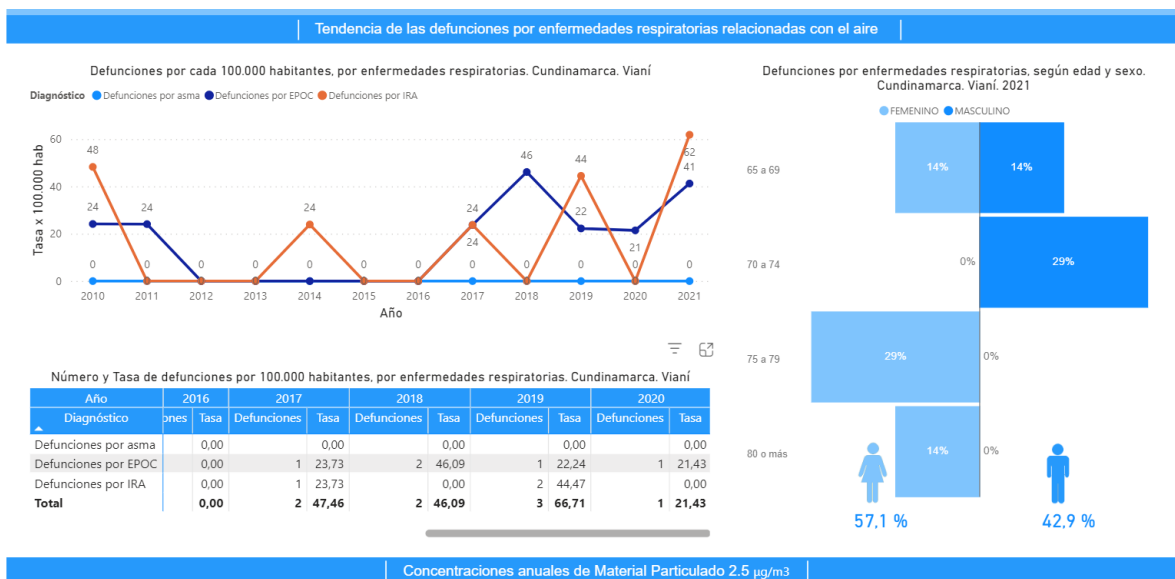 Tendencia de las defunciones por enfermedades respiratorias relacionadas con el aire
Defunciones por cada 100.000 habitantes, por enfermedades respiratorias. Cundinamarca. Vianí
Diagnóstico Defunciones por asma Defunciones por EPOC Defunciones por IRA
Tasa x 100.000 hab
60
40
20
0
48
24
24
24
24
24
46
44
22
21
62
41
0 0 0 0 0 0 0 0 0 0 0 0
2010 2011 2012 2013 2014 2015 2016 2017 2018 2019 2020 2021
Año
Número y Tasa de defunciones por 100.000 habitantes, por enfermedades respiratorias. Cundinamarca. Vianí
Año 2016 2017 2018 2019 2020
Diagnóstico ones Tasa Defunciones Tasa Defunciones Tasa Defunciones Tasa Defunciones Tasa
Defunciones por asma 0,00 0,00 0,00 0,00 0,00
Defunciones por EPOC 0,00 1 23,73 2 46,09 1 22,24 1 21,43
Defunciones por IRA 0,00 1 23,73 0,00 2 44,47 0,00
Total 0,00 2 47,46 2 46,09 3 66,71 1 21,43
Defunciones por enfermedades respiratorias, según edad y sexo.
Cundinamarca. Vianí. 2021
FEMENINO MASCULINO
65 a 69 14% 14%
70 a 74 0% 29%
75 a 79 29% 0%
80 o más 14% 0%
57,1 % 42,9 %
Concentraciones anuales de Material Particulado 2.5 µg/m3